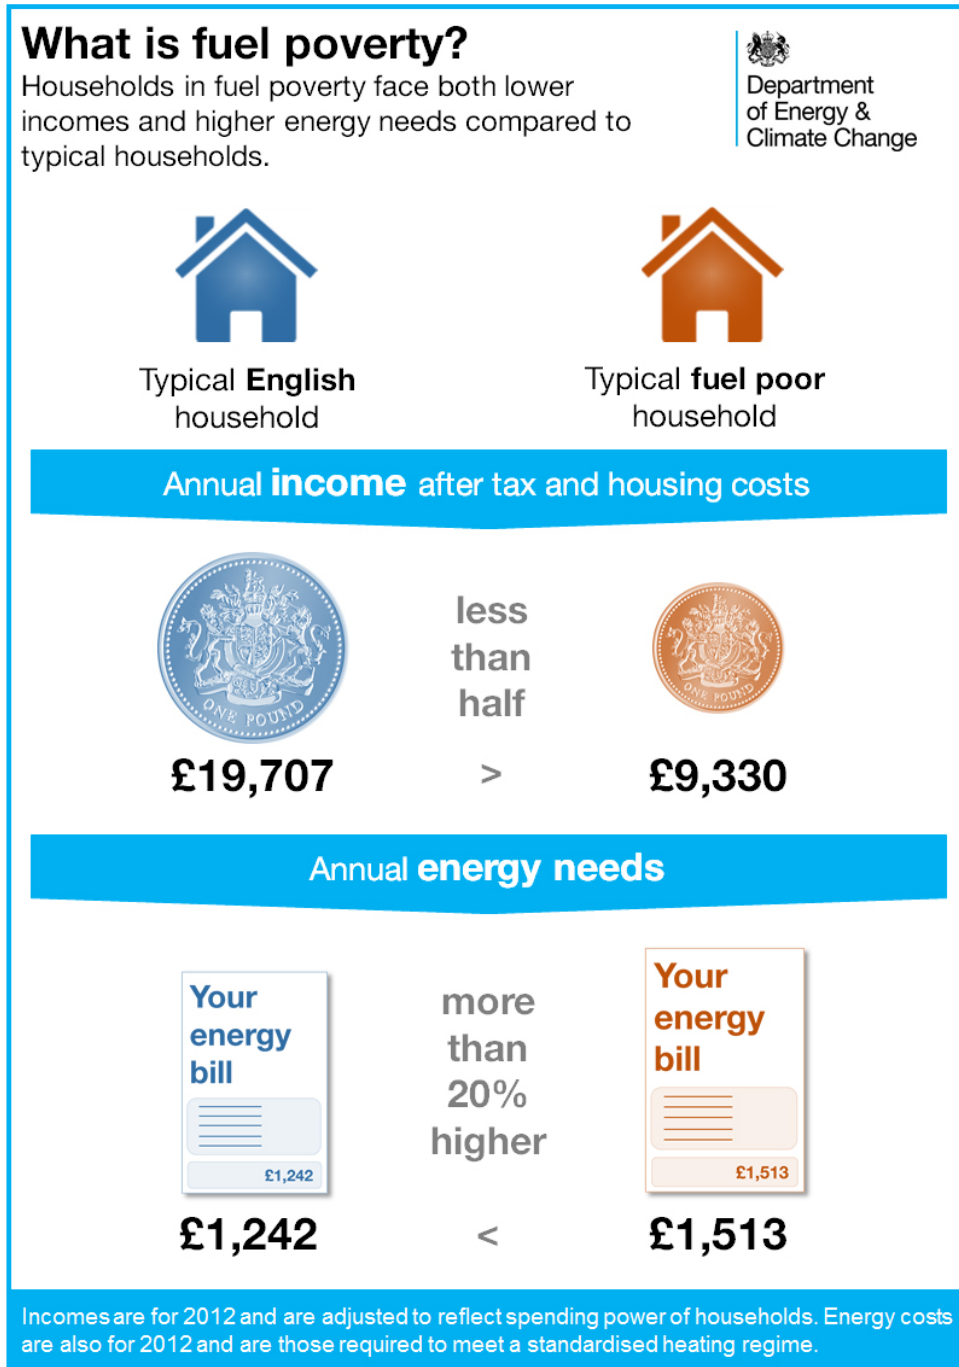 What is fuel poverty?
Households in fuel poverty face both lower
incomes and higher energy needs compared to
typical households.
Department
of Energy &
Climate Change
Typical English
household
Typical fuel poor
household
Annual income after tax and housing costs
ONE POUND
less
than
half
ONE POUND
£19,707
>
£9,330
Annual energy needs
Your
energy
bill
£1,242
more
than
20%
higher
Your
energy
bill
£1,513
£1,242
<
£1,513
Incomes are for 2012 and are adjusted to reflect spending power of households. Energy costs
are also for 2012 and are those required to meet a standardised heating regime.